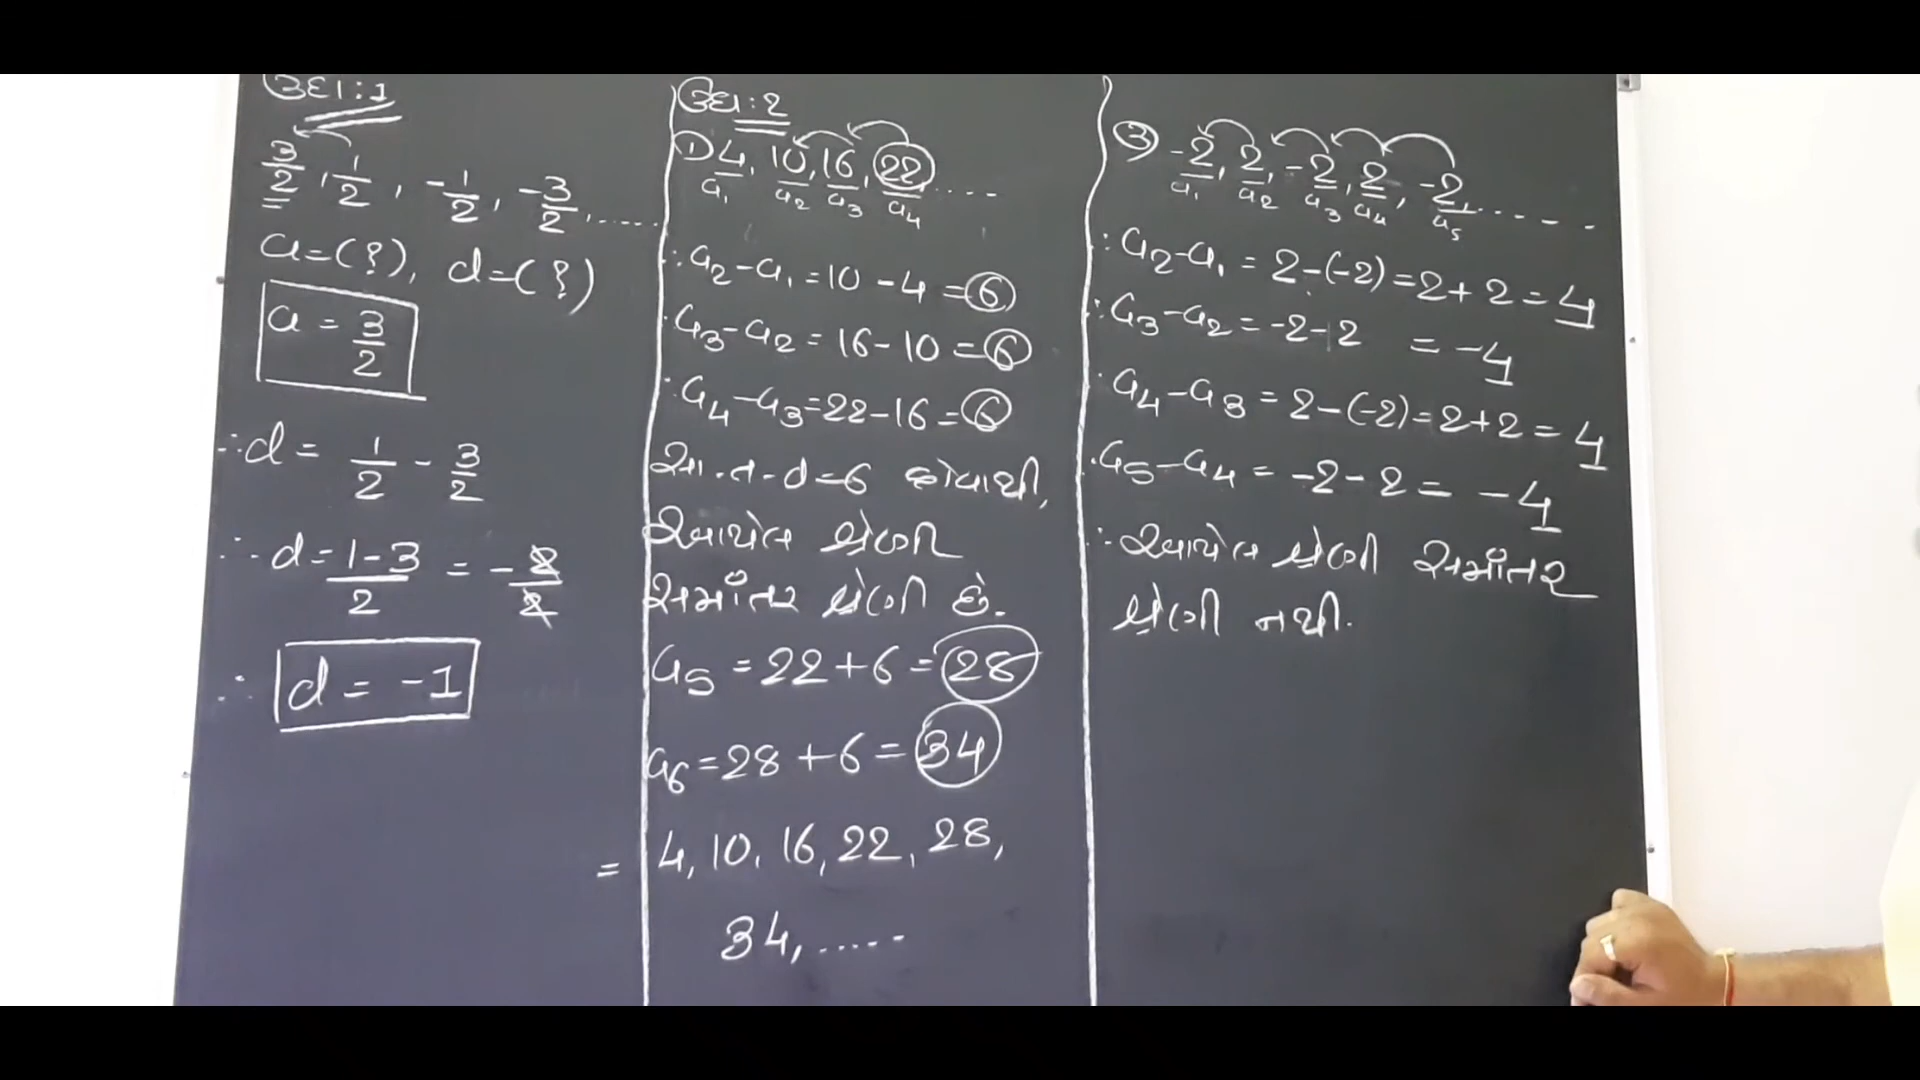 ઉદા:1
3/2, 1/2, -1/2, -3/2, ......
a=(?), d=(?)
a = 3/2
∴d = 1/2 - 3/2
∴ d = 1-3/2 = -2/2
∴ d = -1
ઉદા:2
① 4, 10, 16, 22, ....
a1 a2 a3 a4
∴a2-a1=10-4=6
∴a3-a2=16-10=6
∴a4-a3=22-16=6
સા.ત.d=6 હોવાથી,
આપેલ શ્રેણી
સમાંતર શ્રેણી છે.
a5=22+6=28
a6=28+6=34
= 4, 10, 16, 22, 28,
34, .....
③ -2, 2, -2, 2, -2, .....
a1 a2 a3 a4 a5
∴a2-a1=2-(-2)=2+2=4
∴a3-a2=-2-2 = -4
∴a4-a3=2-(-2)=2+2=4
∴a5-a4=-2-2=-4
∴આપેલ શ્રેણી સમાંતર
શ્રેણી નથી.